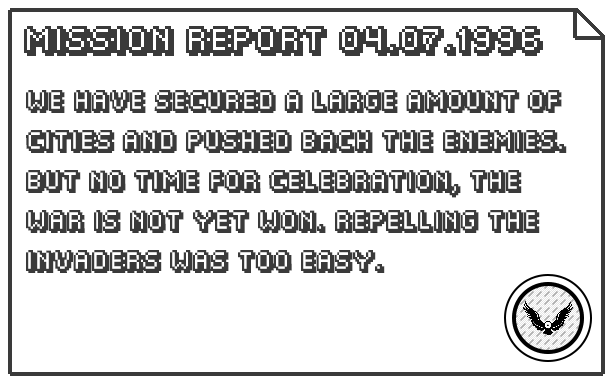 MISSION REPORT 04.07.1996
WE HAVE SECURED A LARGE AMOUNT OF
CITIES AND PUSHED BACK THE ENEMIES.
BUT NO TIME FOR CELEBRATION, THE
WAR IS NOT YET WON. REPELLING THE
INVADERS WAS TOO EASY.